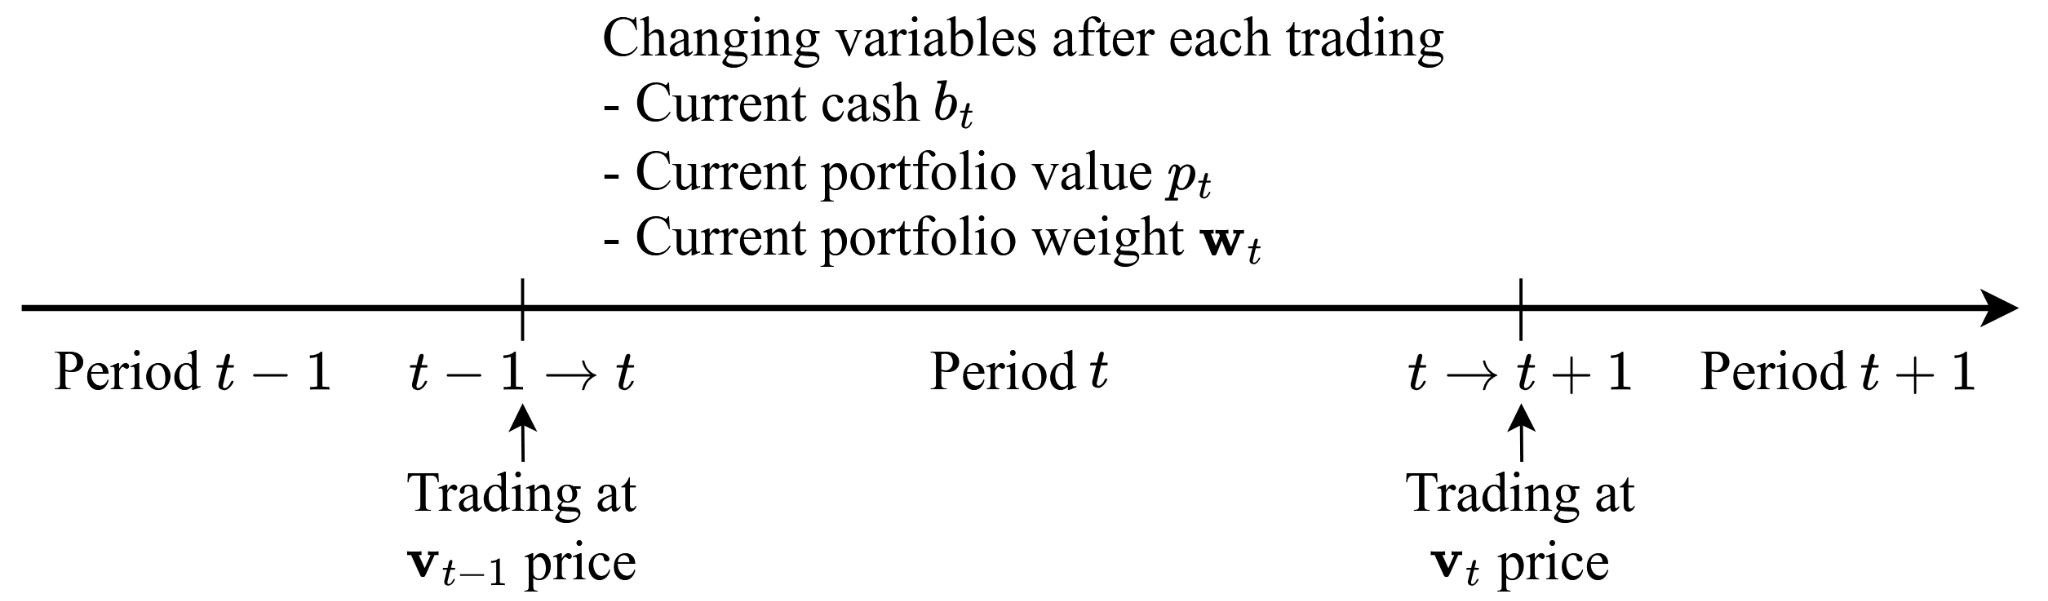 Changing variables after each trading
- Current cash b_t
- Current portfolio value p_t
- Current portfolio weight w_t
Period t − 1
t − 1 → t
Period t
t → t + 1
Period t + 1
Trading at
v_{t−1} price
Trading at
v_t price